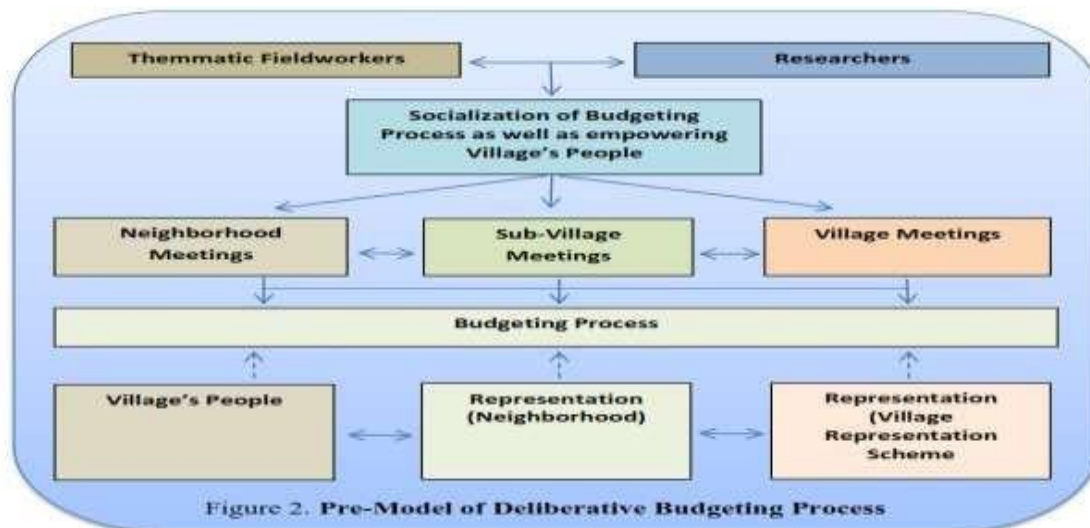 Themmatic Fieldworkers
Researchers
Socialization of Budgeting
Process as well as empowering
Village's People
Neighborhood
Meetings
Sub-Village
Meetings
Village Meetings
Budgeting Process
Village's People
Representation
(Neighborhood)
Representation
(Village
Representation
Scheme
Figure 2. Pre-Model of Deliberative Budgeting Process